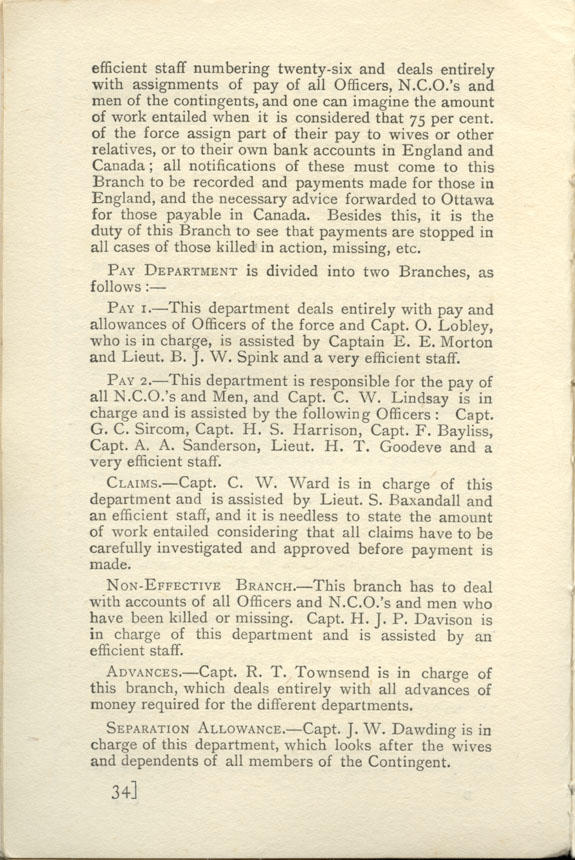 efficient staff numbering twenty-six and deals entirely
with assignments of pay of all Officers, N.C.O.'s and
men of the contingents, and one can imagine the amount
of work entailed when it is considered that 75 per cent.
of the force assign part of their pay to wives or other
relatives, or to their own bank accounts in England and
Canada; all notifications of these must come to this
Branch to be recorded and payments made for those in
England, and the necessary advice forwarded to Ottawa
for those payable in Canada. Besides this, it is the
duty of this Branch to see that payments are stopped in
all cases of those killed in action, missing, etc.
PAY DEPARTMENT is divided into two Branches, as
follows :—
PAY 1.—This department deals entirely with pay and
allowances of Officers of the force and Capt. O. Lobley,
who is in charge, is assisted by Captain E. E. Morton
and Lieut. B. J. W. Spink and a very efficient staff.
PAY 2.—This department is responsible for the pay of
all N.C.O.'s and Men, and Capt. C. W. Lindsay is in
charge and is assisted by the following Officers : Capt.
G. C. Sircom, Capt. H. S. Harrison, Capt. F. Bayliss,
Capt. A. A. Sanderson, Lieut. H. T. Goodeve and a
very efficient staff.
CLAIMS.—Capt. C. W. Ward is in charge of this
department and is assisted by Lieut. S. Baxandall and
an efficient staff, and it is needless to state the amount
of work entailed considering that all claims have to be
carefully investigated and approved before payment is
made.
NON-EFFECTIVE BRANCH.—This branch has to deal
with accounts of all Officers and N.C.O.'s and men who
have been killed or missing. Capt. H. J. P. Davison is
in charge of this department and is assisted by an
efficient staff.
ADVANCES.—Capt. R. T. Townsend is in charge of
this branch, which deals entirely with all advances of
money required for the different departments.
SEPARATION ALLOWANCE.—Capt. J. W. Dawding is in
charge of this department, which looks after the wives
and dependents of all members of the Contingent.
34]